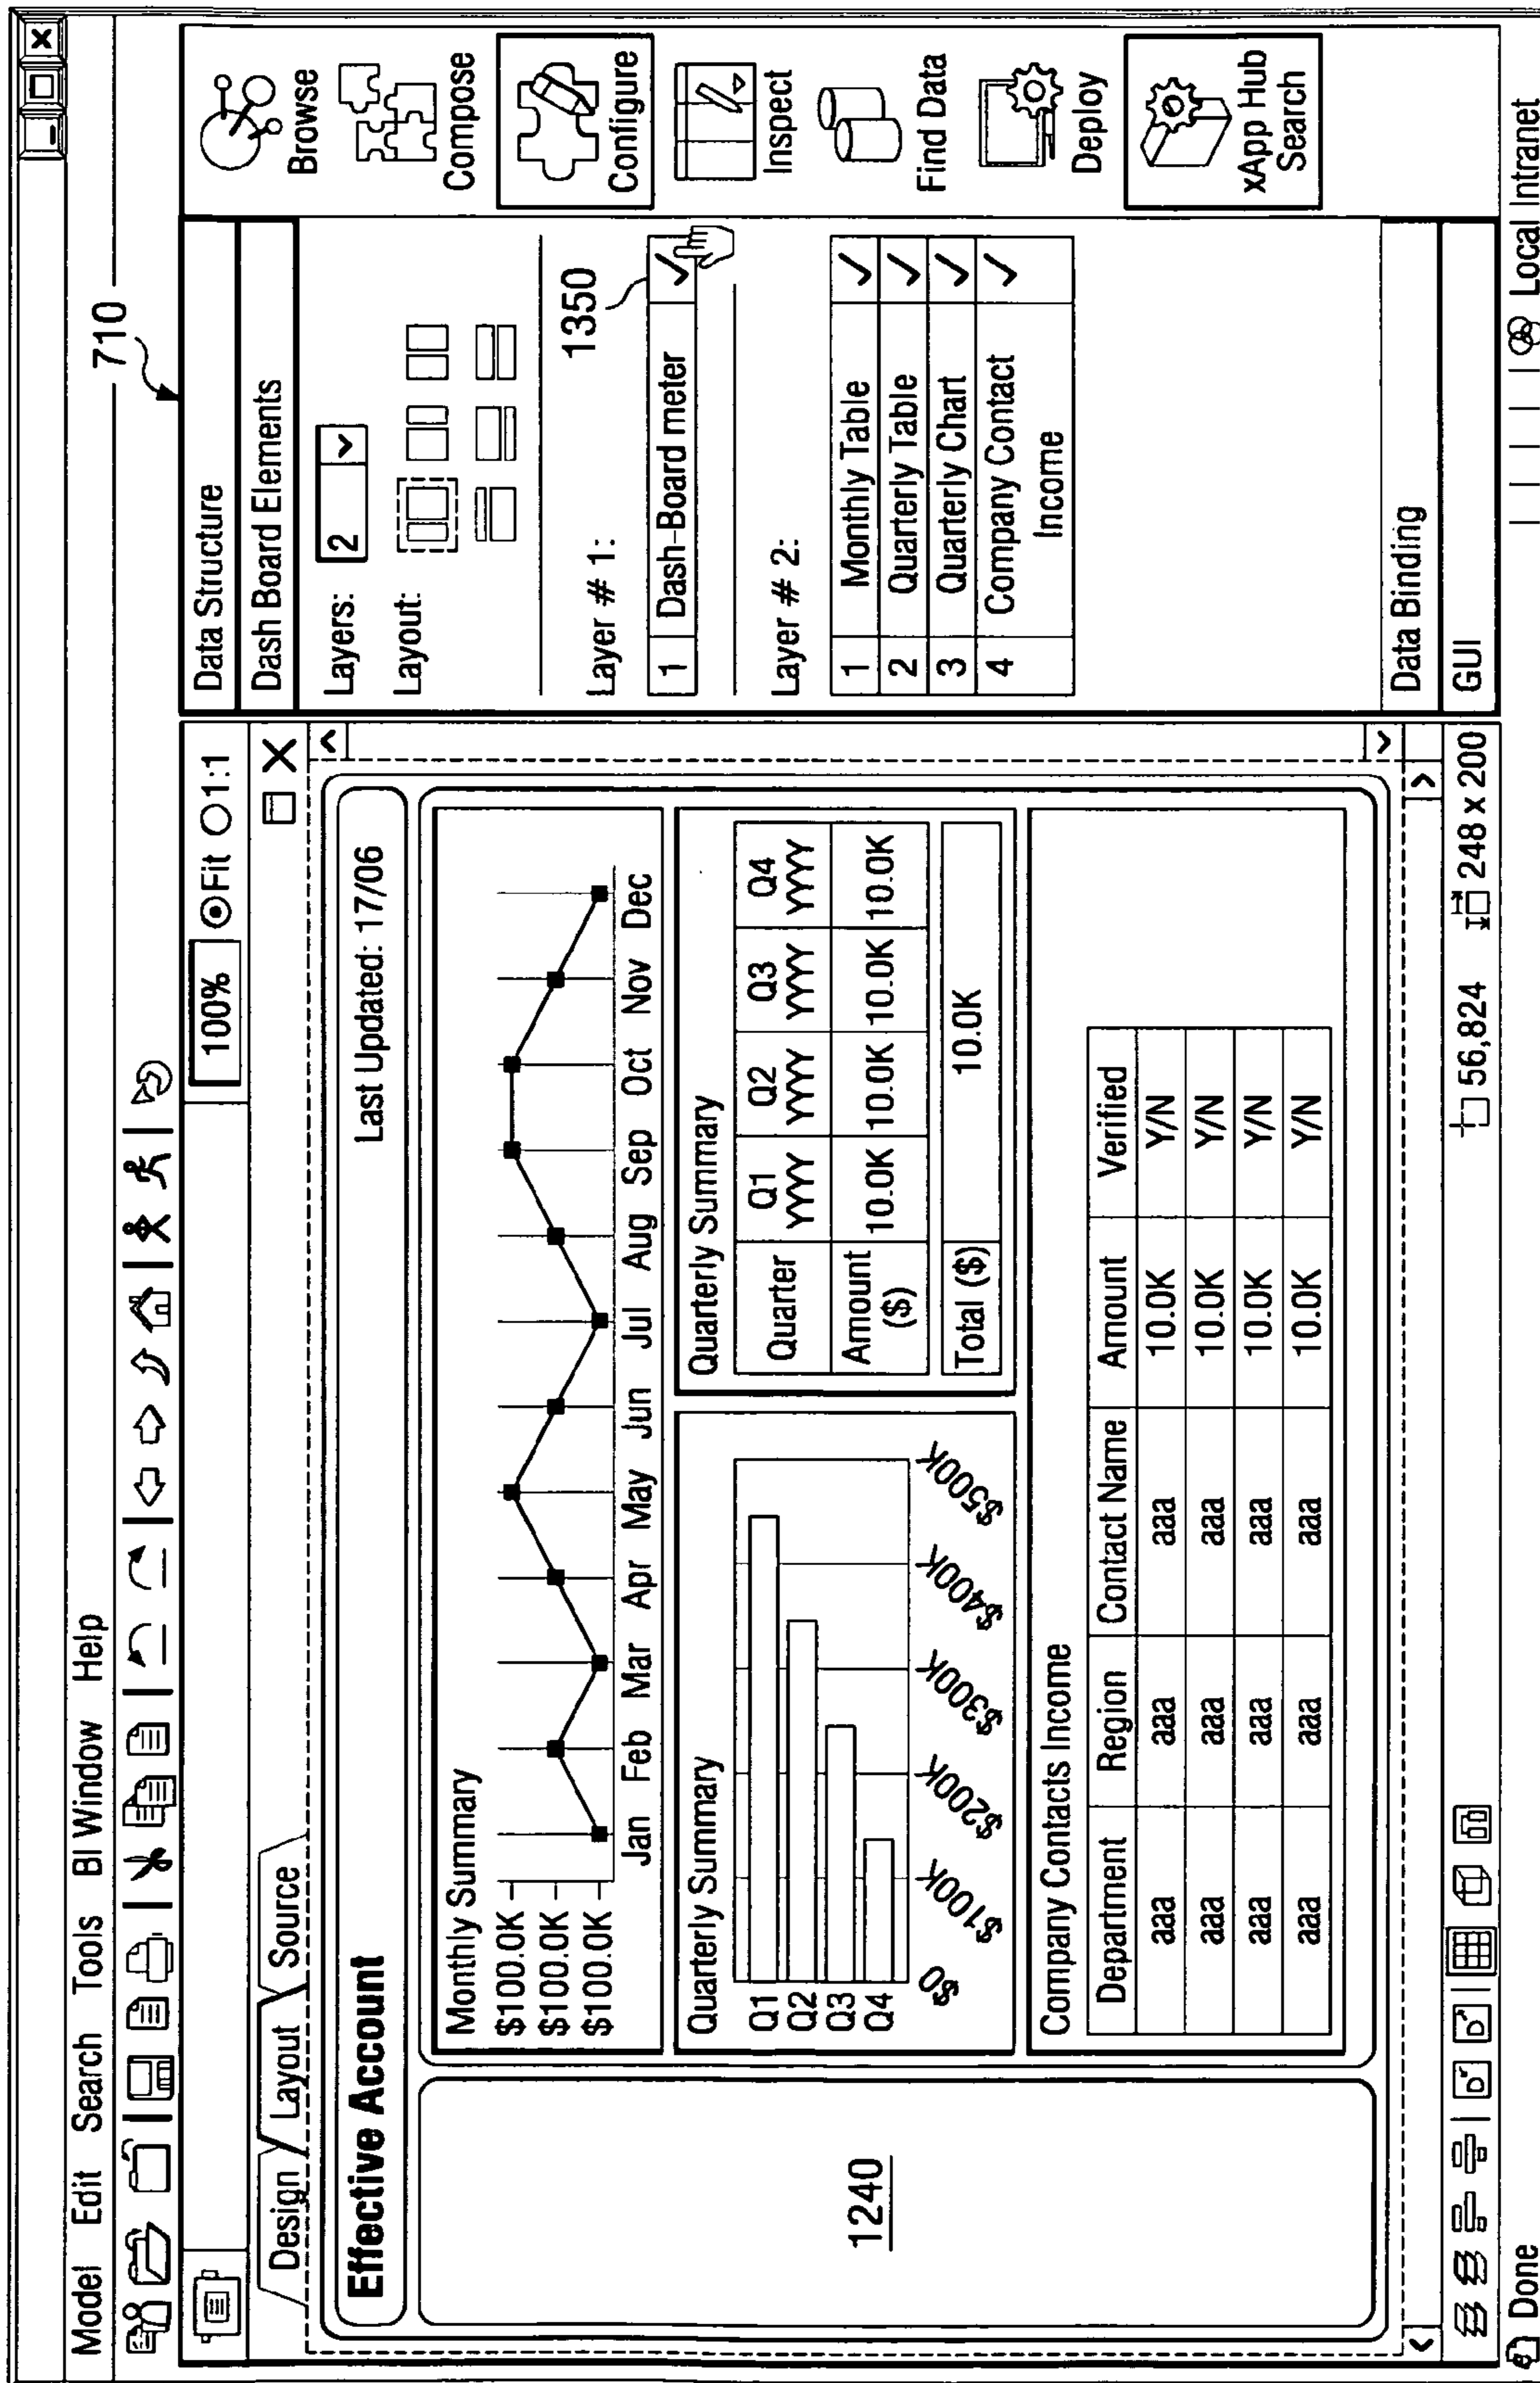 Model Edit Search Tools BI Window Help
710
100% Fit 1:1
Design Layout Source
Effective Account
Last Updated: 17/06
1240
Monthly Summary
$100.0K
$100.0K
$100.0K
Jan Feb Mar Apr May Jun Jul Aug Sep Oct Nov Dec
Quarterly Summary
Q1
Q2
Q3
Q4
$0 $100K $200K $300K $400K $500K
Quarterly Summary
Quarter Q1 YYYY Q2 YYYY Q3 YYYY Q4 YYYY
Amount ($) 10.0K 10.0K 10.0K 10.0K
Total ($) 10.0K
Company Contacts Income
Department Region Contact Name Amount Verified
aaa aaa aaa 10.0K Y/N
aaa aaa aaa 10.0K Y/N
aaa aaa aaa 10.0K Y/N
aaa aaa aaa 10.0K Y/N
Data Structure
Dash Board Elements
Layers: 2
Layout:
Layer # 1:
1350
1 Dash-Board meter
Layer # 2:
1 Monthly Table
2 Quarterly Table
3 Quarterly Chart
4 Company Contact
Income
Data Binding
GUI
Browse
Compose
Configure
Inspect
Find Data
Deploy
xApp Hub
Search
56,824 248 x 200
Done
Local Intranet